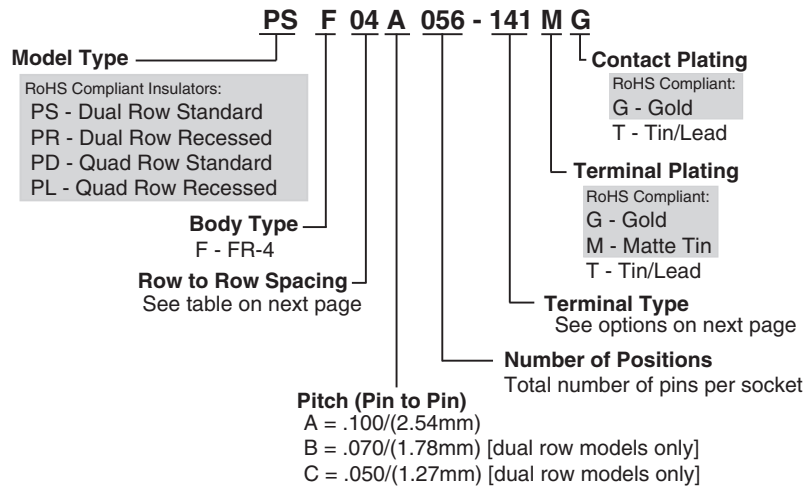 PS F 04 A 056 - 141 M G
Model Type
RoHS Compliant Insulators:
PS - Dual Row Standard
PR - Dual Row Recessed
PD - Quad Row Standard
PL - Quad Row Recessed
Body Type
F - FR-4
Row to Row Spacing
See table on next page
Pitch (Pin to Pin)
A = .100/(2.54mm)
B = .070/(1.78mm) [dual row models only]
C = .050/(1.27mm) [dual row models only]
Contact Plating
RoHS Compliant:
G - Gold
T - Tin/Lead
Terminal Plating
RoHS Compliant:
G - Gold
M - Matte Tin
T - Tin/Lead
Terminal Type
See options on next page
Number of Positions
Total number of pins per socket